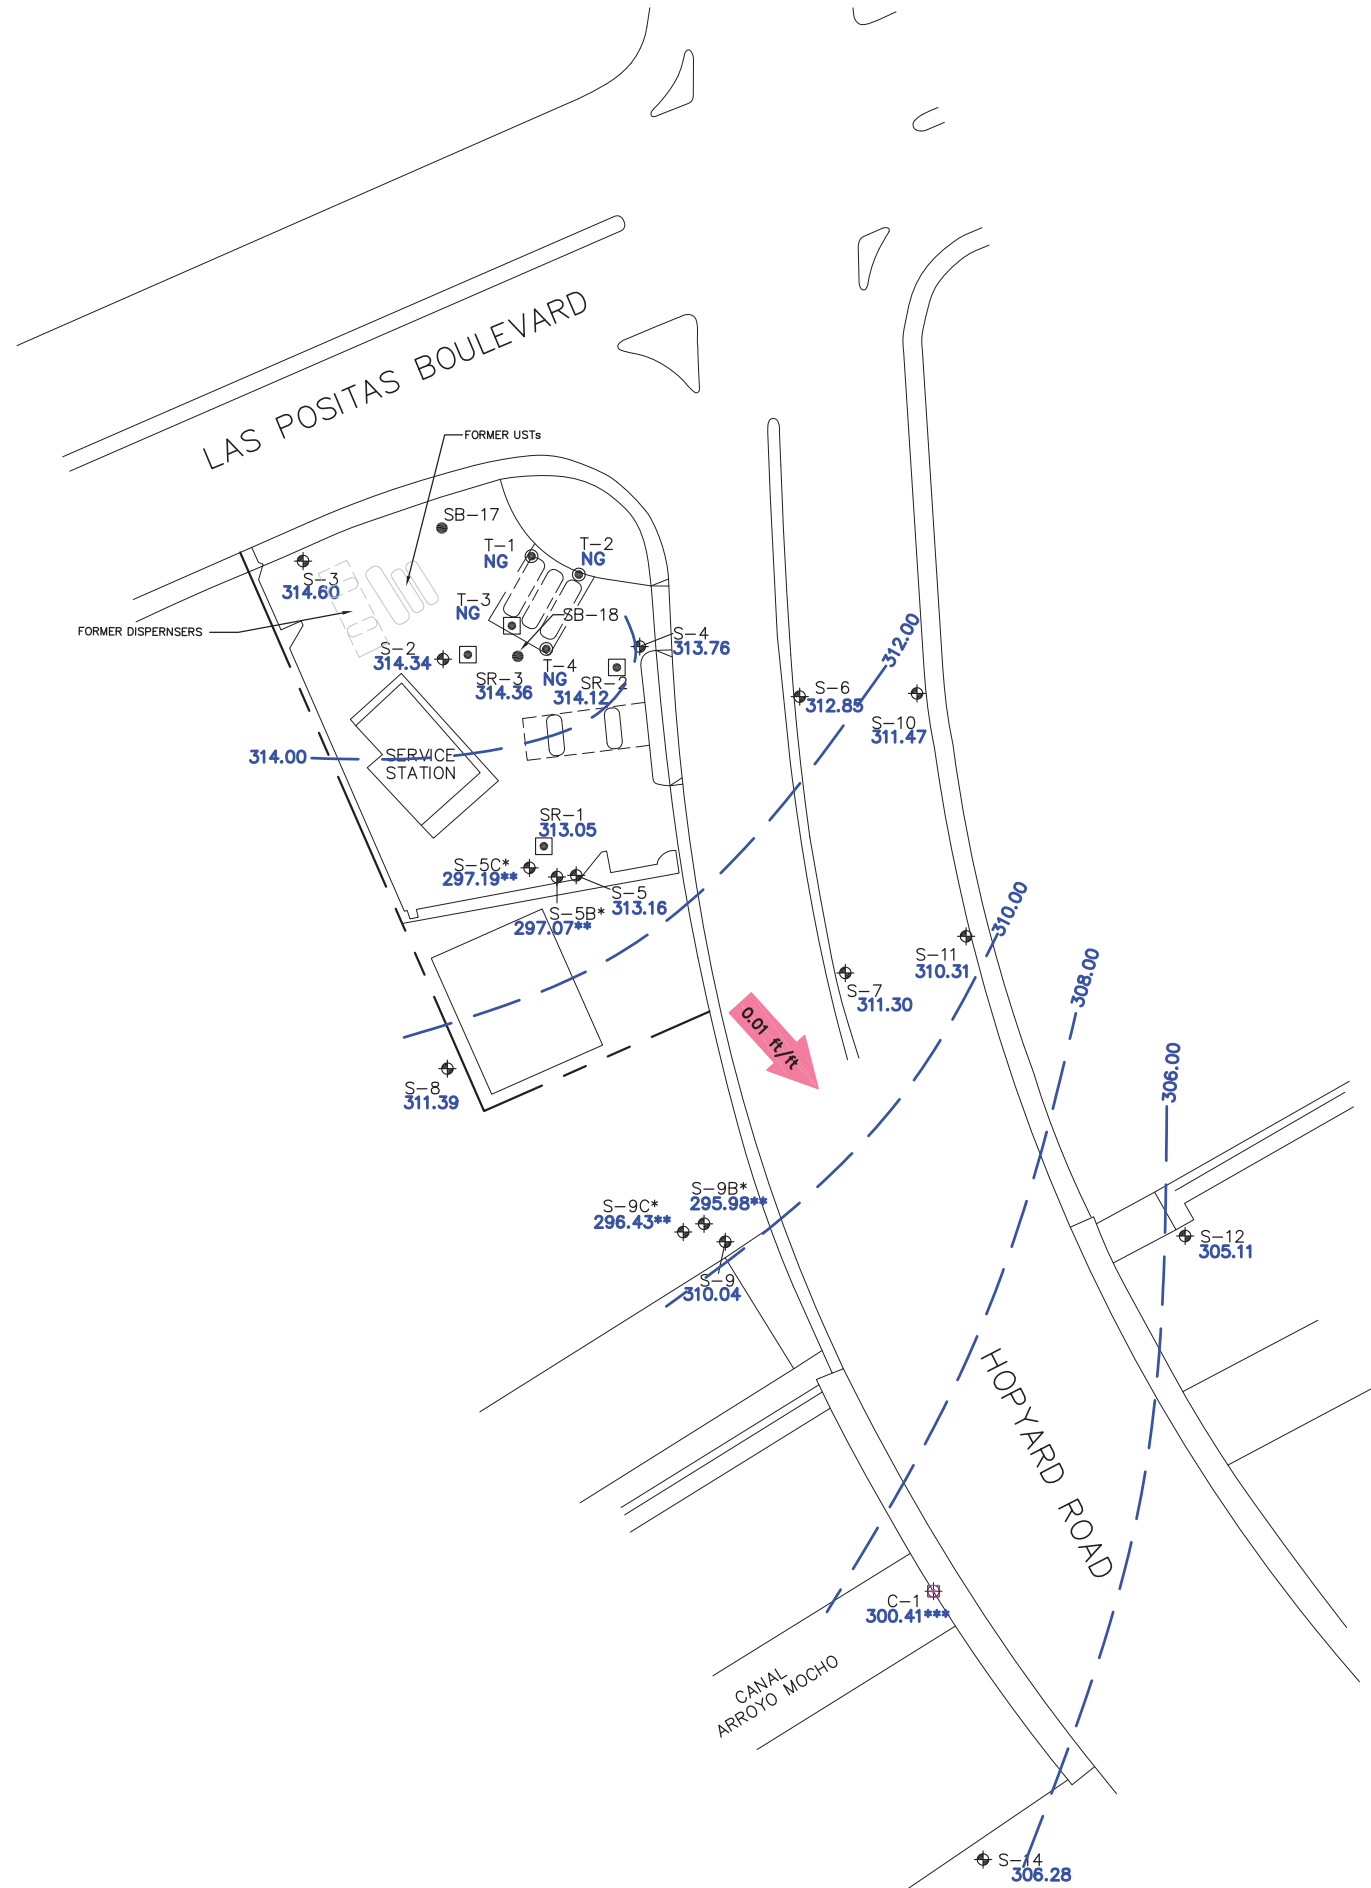 LAS POSITAS BOULEVARD
FORMER USTs
SB-17
T-1
NG
T-2
NG
S-3
314.60
T-3
NG
SB-18
FORMER DISPERNSERS
S-4
313.76
S-2
314.34
SR-3
314.36
T-4
NG
SR-2
314.12
312.00
S-6
312.85
S-10
311.47
314.00
SERVICE
STATION
SR-1
313.05
S-5C*
297.19**
S-5
313.16
S-5B*
297.07**
310.00
S-11
310.31
308.00
S-7
311.30
0.01 ft/ft
306.00
S-8
311.39
S-9B*
295.98**
S-9C*
296.43**
S-12
305.11
S-9
310.04
HOPYARD ROAD
C-1
300.41***
CANAL
ARROYO MOCHO
S-14
306.28